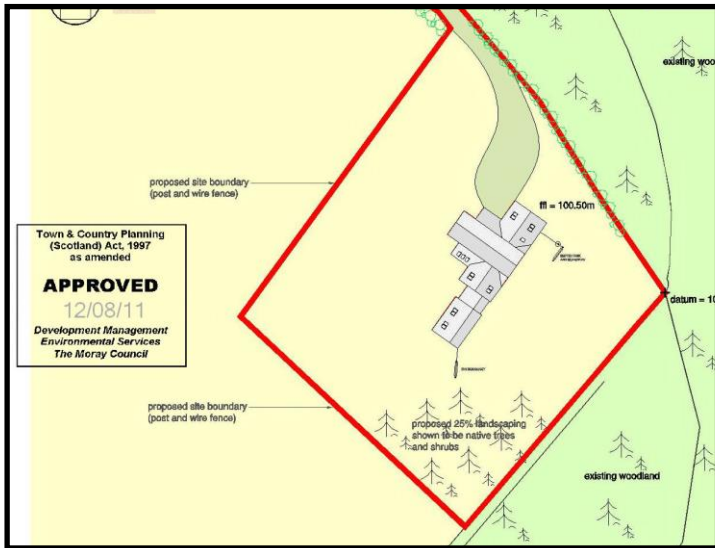 existing woo
proposed site boundary
(post and wire fence)
ffl = 100.50m
Town & Country Planning
(Scotland) Act, 1997
as amended
APPROVED
12/08/11
Development Management
Environmental Services
The Moray Council
datum = 10
proposed site boundary
(post and wire fence)
proposed 25% landscaping
shown to be native trees
and shrubs
existing woodland